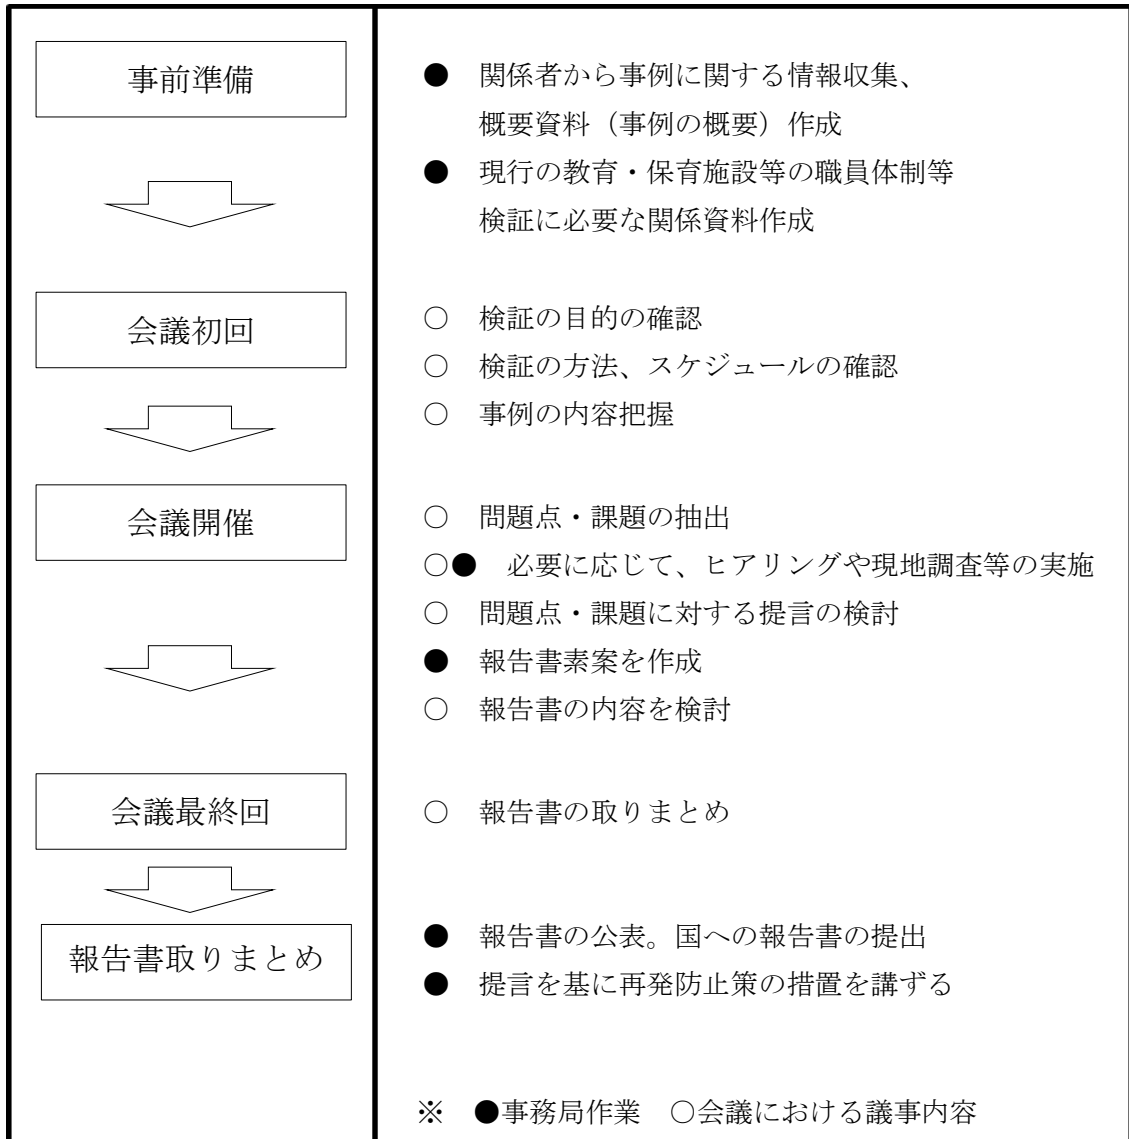 事前準備
● 関係者から事例に関する情報収集、
概要資料（事例の概要）作成
● 現行の教育・保育施設等の職員体制等
検証に必要な関係資料作成
会議初回
○ 検証の目的の確認
○ 検証の方法、スケジュールの確認
○ 事例の内容把握
会議開催
○ 問題点・課題の抽出
○● 必要に応じて、ヒアリングや現地調査等の実施
○ 問題点・課題に対する提言の検討
● 報告書素案を作成
○ 報告書の内容を検討
会議最終回
○ 報告書の取りまとめ
報告書取りまとめ
● 報告書の公表。国への報告書の提出
● 提言を基に再発防止策の措置を講ずる
※ ●事務局作業 ○会議における議事内容